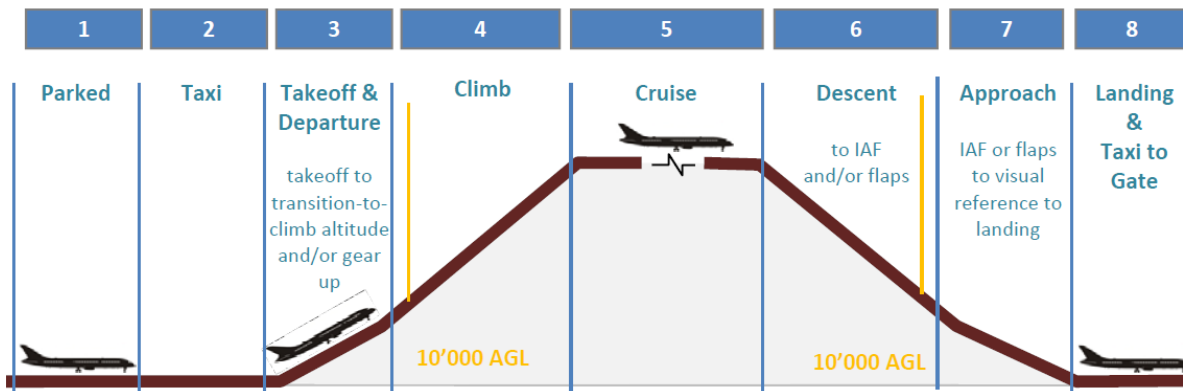 1
2
3
4
5
6
7
8
Parked
Taxi
Takeoff &
Departure
takeoff to
transition-to-
climb altitude
and/or gear
up
Climb
Cruise
Descent
to IAF
and/or flaps
Approach
IAF or flaps
to visual
reference to
landing
Landing
&
Taxi to
Gate
10'000 AGL
10'000 AGL